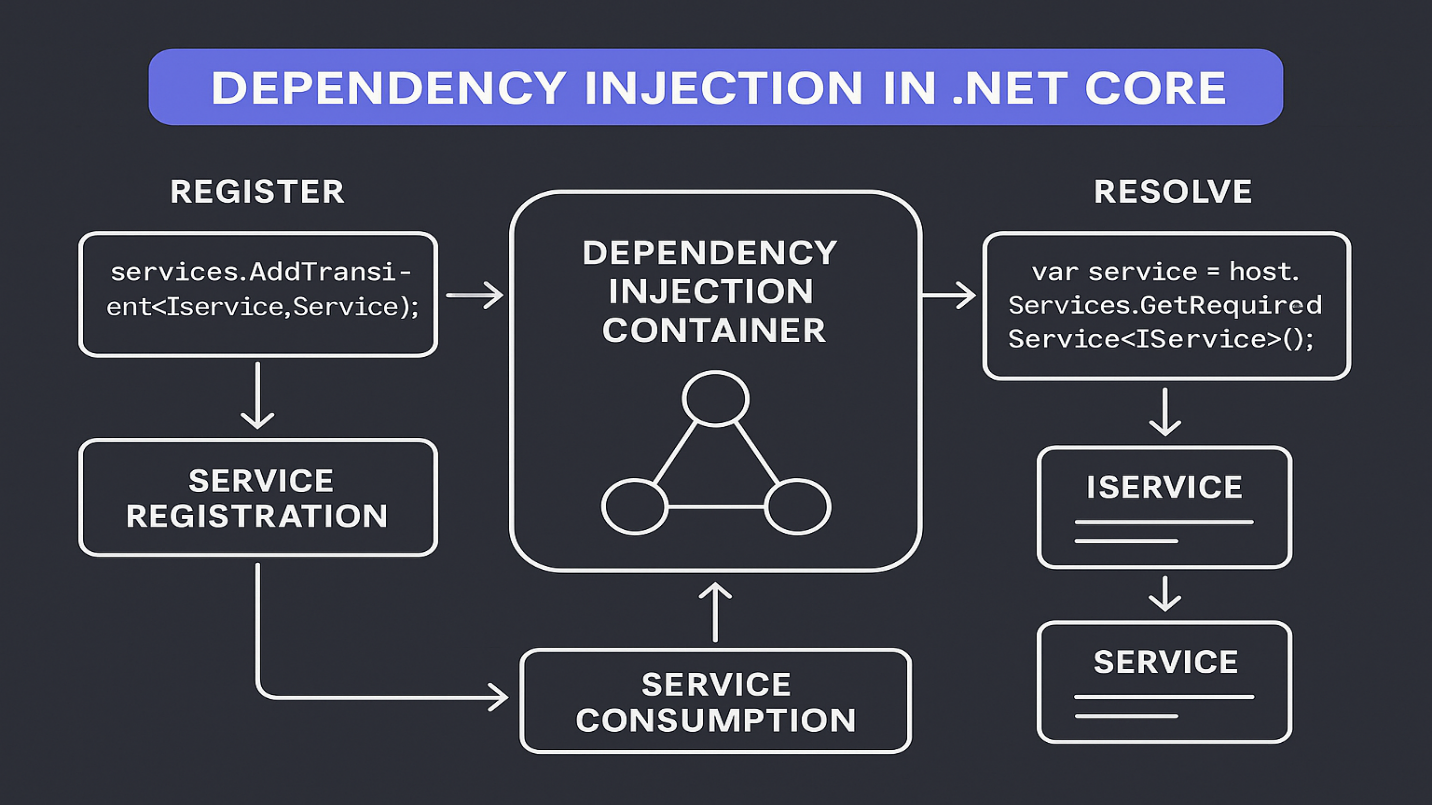 DEPENDENCY INJECTION IN .NET CORE
REGISTER
services.AddTransi-
ent<Iservice,Service);
SERVICE
REGISTRATION
DEPENDENCY
INJECTION
CONTAINER
SERVICE
CONSUMPTION
RESOLVE
var service = host.
Services.GetRequired
Service<IService>();
ISERVICE
SERVICE